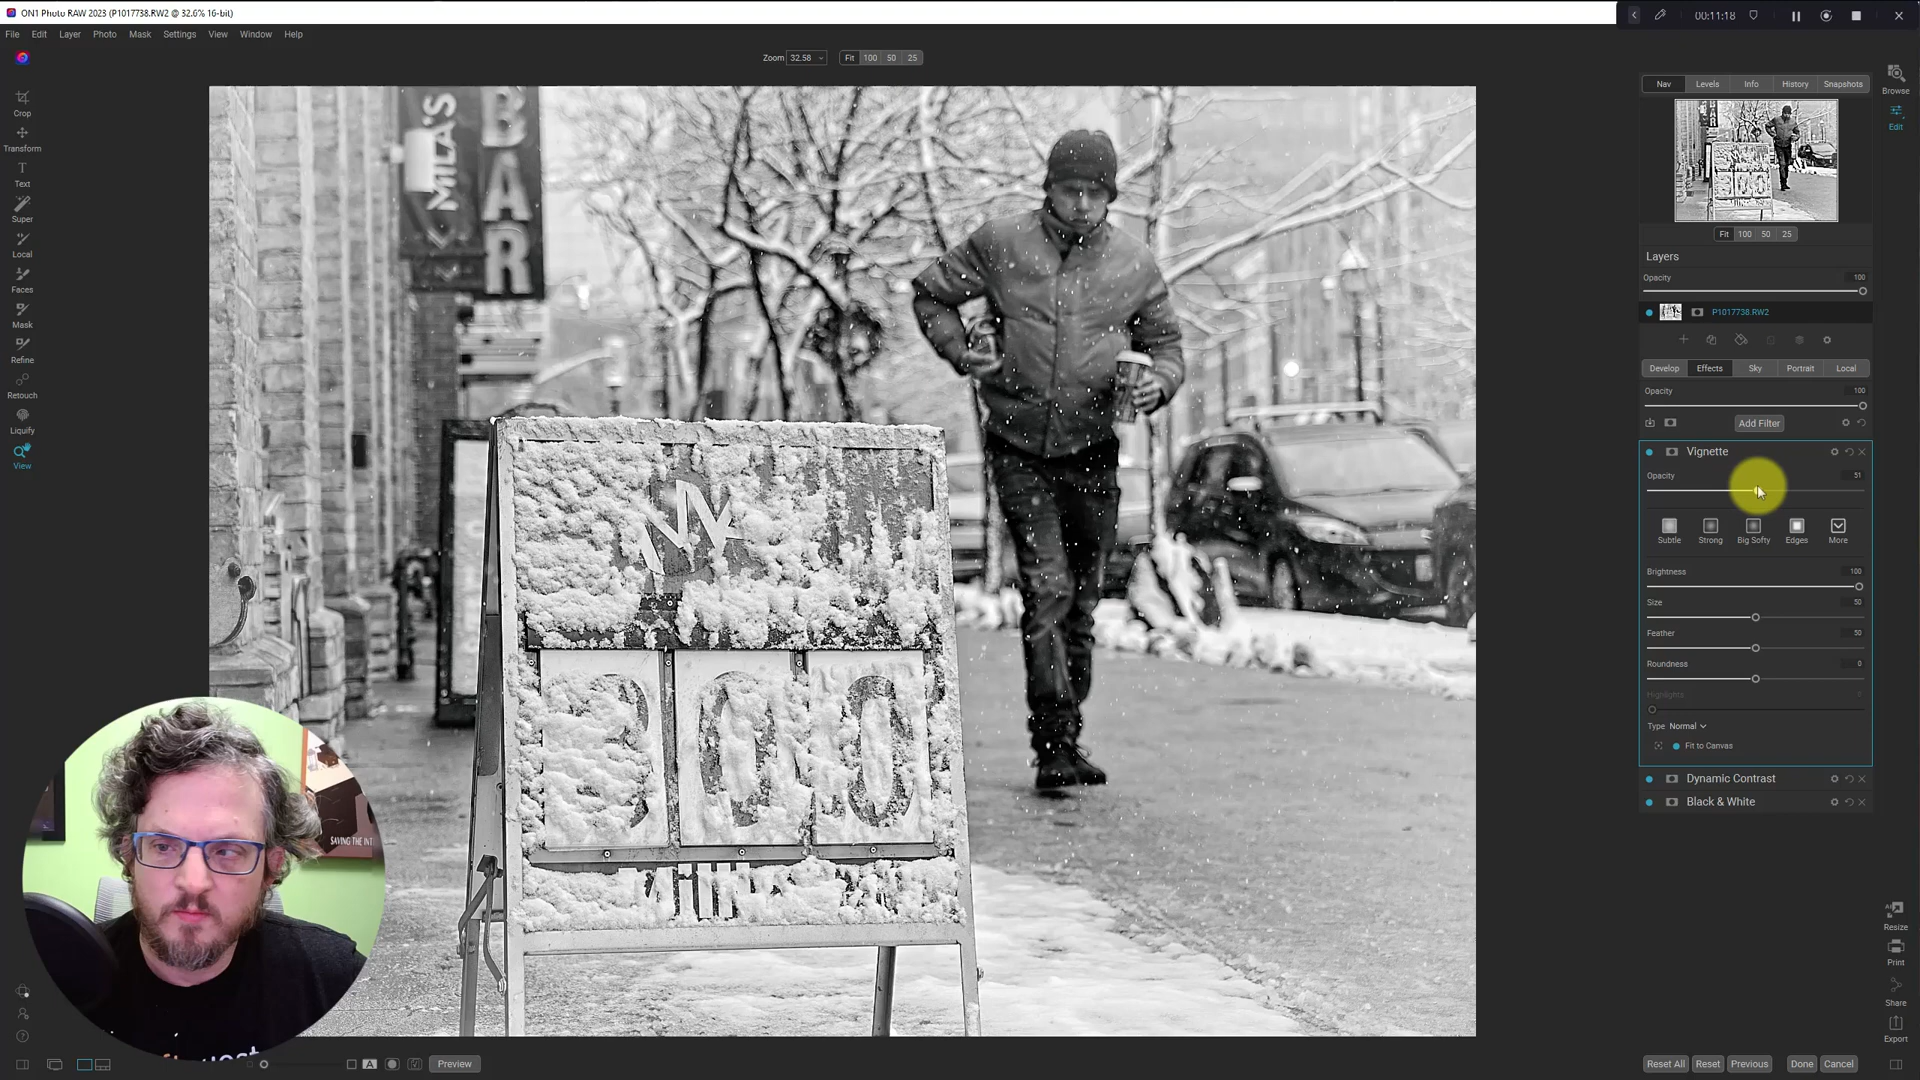 ON1 Photo RAW 2023 (P1017738.RW2 @ 32.6% 16-bit)
00:11:18
File Edit Layer Photo Mask Settings View Window Help
Zoom 32.58 Fit 100 50 25
Crop
Transform
Text
Super
Local
Faces
Mask
Refine
Retouch
Liquify
View
MILA'S
BAR
300
SAVING THE INT
Nav Levels Info History Snapshots
Fit 100 50 25
Layers
Opacity 100
P1017738.RW2
Develop Effects Sky Portrait Local
Opacity 100
Add Filter
Vignette
Opacity 51
Subtle Strong Big Softy Edges More
Brightness 100
Size 50
Feather 50
Roundness 0
Highlights
Type Normal
Fit to Canvas
Dynamic Contrast
Black & White
Browse
Edit
Resize
Print
Share
Export
A
Preview
Reset All Reset Previous Done Cancel